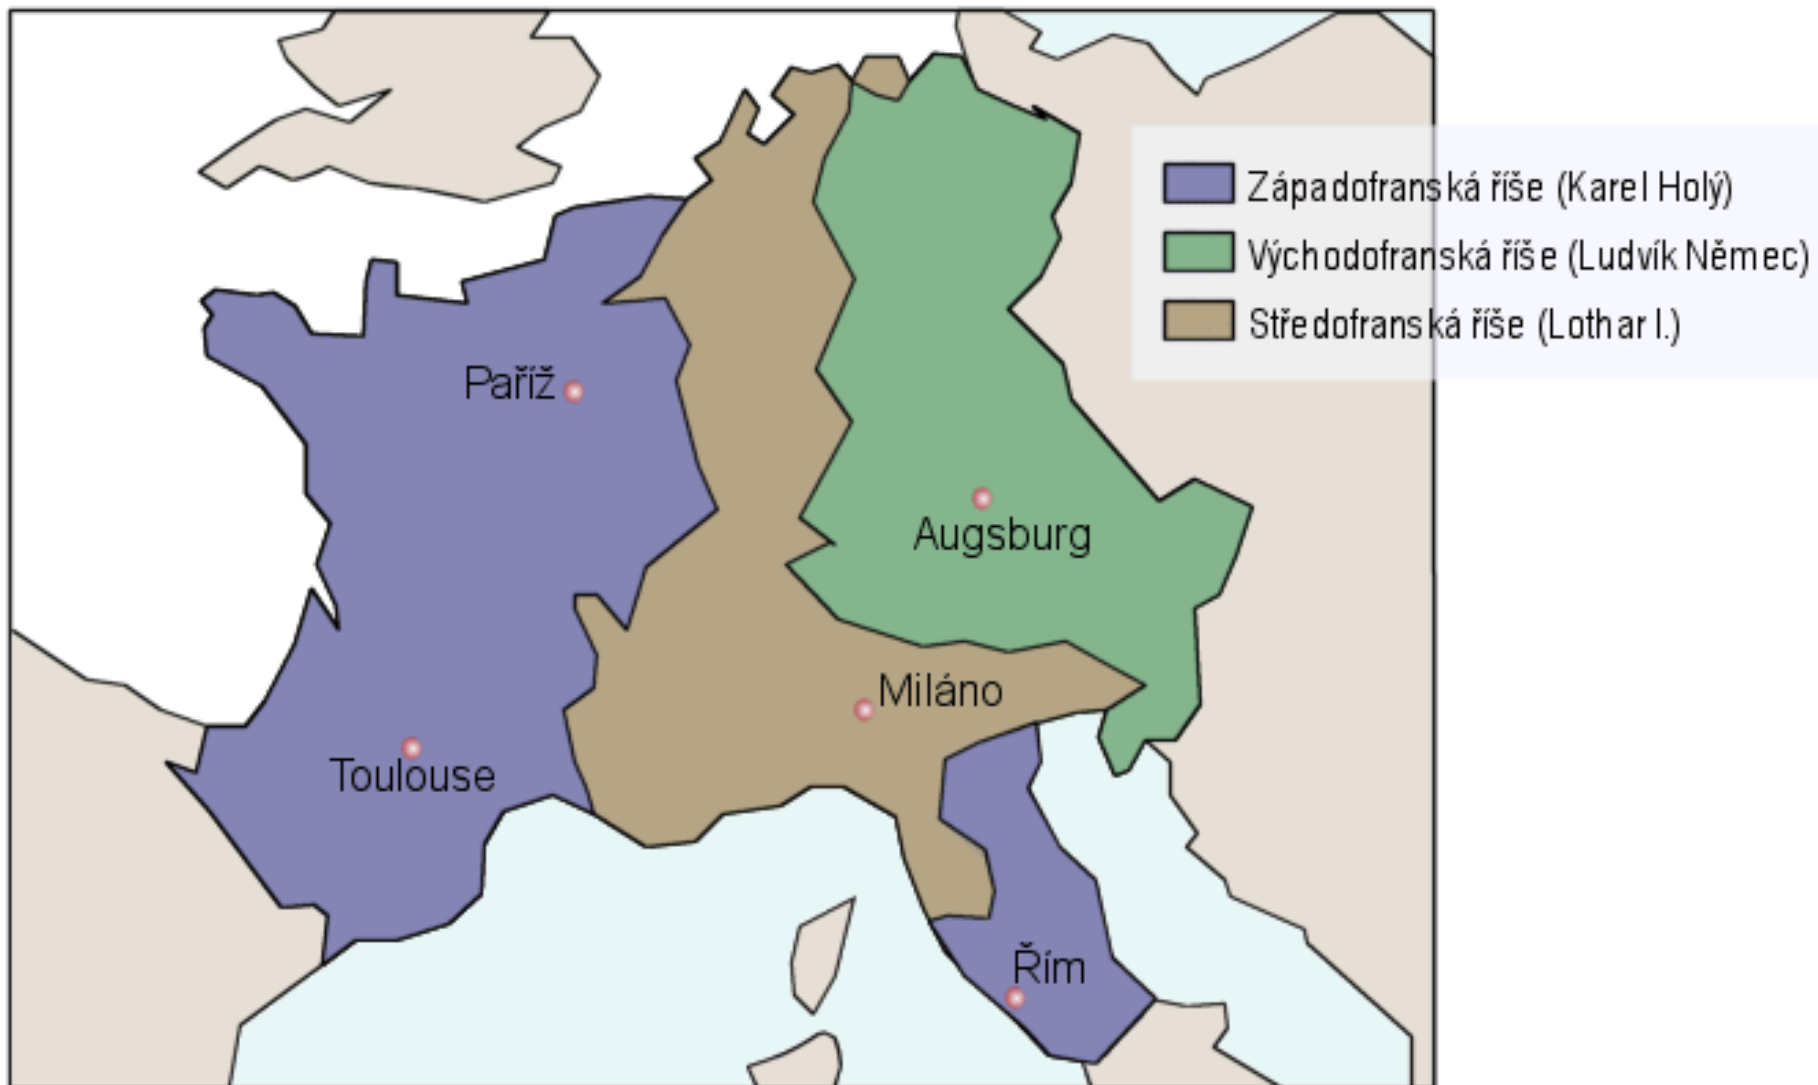 Západofranská říše (Karel Holý)
Východofranská říše (Ludvík Němec)
Středofranská říše (Lothar I.)
Paříž
Augsburg
Miláno
Toulouse
Řím